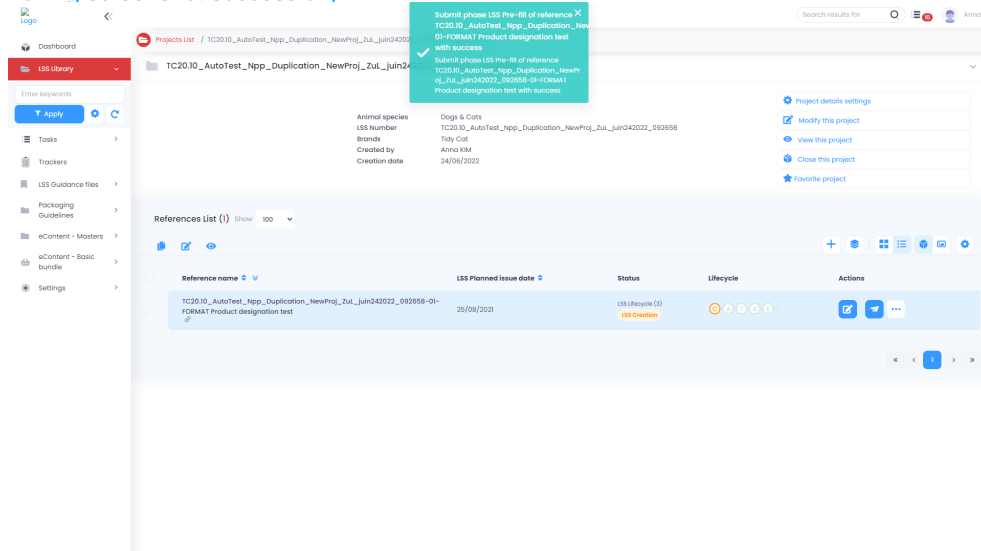 Logo
Search results for
15
Anna
Submit phase LSS Pre-fill of reference
TC20.10_AutoTest_Npp_Duplication_New
01-FORMAT Product designation test
with success
Submit phase LSS Pre-fill of reference
TC20.10_AutoTest_Npp_Duplication_NewPr
oj_ZuL_juin242022_092658-01-FORMAT
Product designation test with success
Dashboard
Projects List / TC20.10_AutoTest_Npp_Duplication_NewProj_ZuL_juin242022
LSS Library
TC20.10_AutoTest_Npp_Duplication_NewProj_ZuL_juin242
Enter keywords
Apply
Tasks
Trackers
LSS Guidance files
Packaging
Guidelines
eContent - Masters
eContent - Basic
bundle
Settings
Animal species Dogs & Cats
LSS Number TC20.10_AutoTest_Npp_Duplication_NewProj_ZuL_juin242022_092658
Brands Tidy Cat
Created by Anna KIM
Creation date 24/06/2022
Project details settings
Modify this project
View this project
Close this project
Favorite project
References List (1) Show 100
Reference name LSS Planned issue date Status Lifecycle Actions
TC20.10_AutoTest_Npp_Duplication_NewProj_ZuL_juin242022_092658-01-
FORMAT Product designation test
25/08/2021
LSS Lifecycle (3)
LSS Creation
C
« < 1 > »